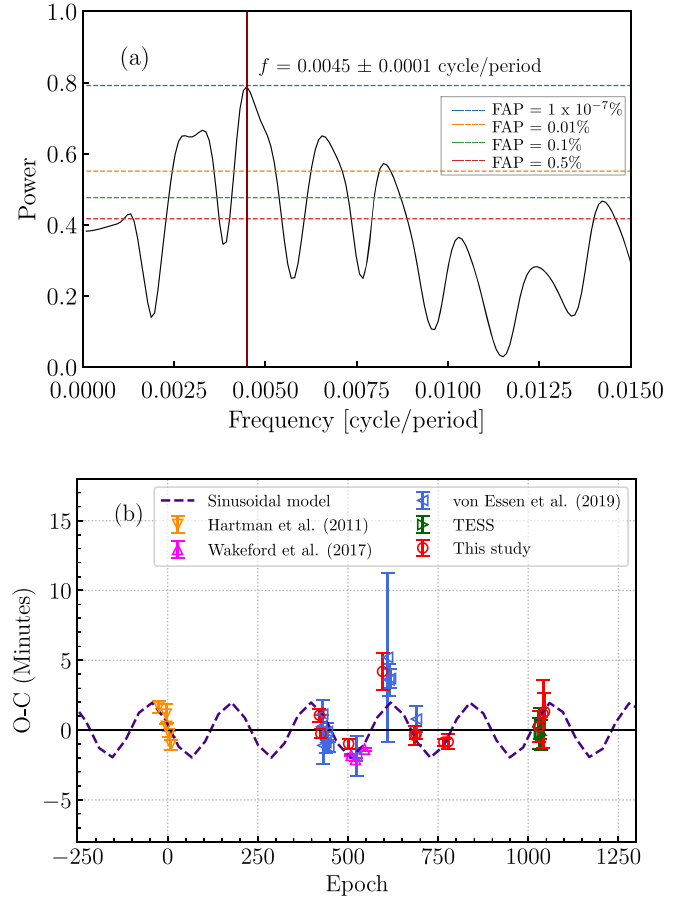 1.0
(a)
f = 0.0045 ± 0.0001 cycle/period
0.8
FAP = 1 x 10⁻⁷%
FAP = 0.01%
FAP = 0.1%
FAP = 0.5%
0.6
Power
0.4
0.2
0.0
0.0000 0.0025 0.0050 0.0075 0.0100 0.0125 0.0150
Frequency [cycle/period]
(b)
Sinusoidal model
Hartman et al. (2011)
Wakeford et al. (2017)
von Essen et al. (2019)
TESS
This study
15
10
5
0
−5
O-C (Minutes)
−250 0 250 500 750 1000 1250
Epoch